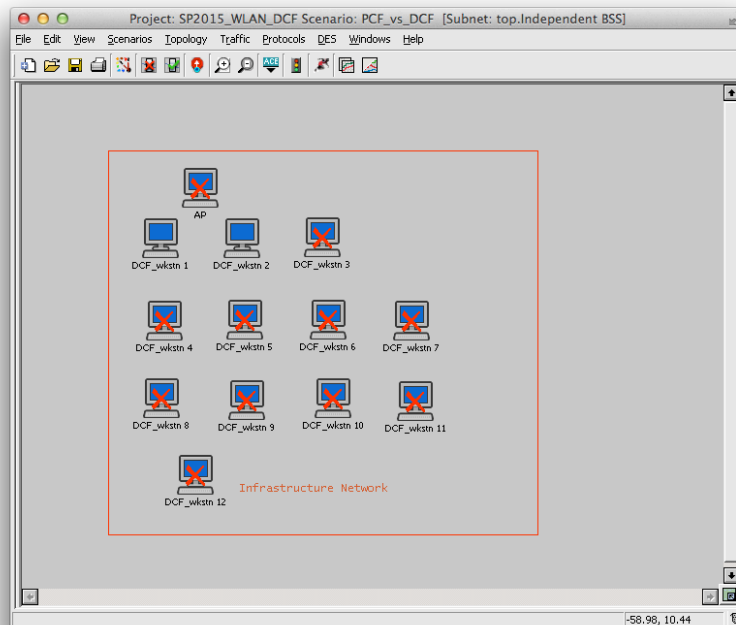 Project: SP2015_WLAN_DCF Scenario: PCF_vs_DCF [Subnet: top.Independent BSS]
File Edit View Scenarios Topology Traffic Protocols DES Windows Help
ACE
AP
DCF_wkstn 1 DCF_wkstn 2 DCF_wkstn 3
DCF_wkstn 4 DCF_wkstn 5 DCF_wkstn 6 DCF_wkstn 7
DCF_wkstn 8 DCF_wkstn 9 DCF_wkstn 10 DCF_wkstn 11
DCF_wkstn 12
Infrastructure Network
-58.98, 10.44